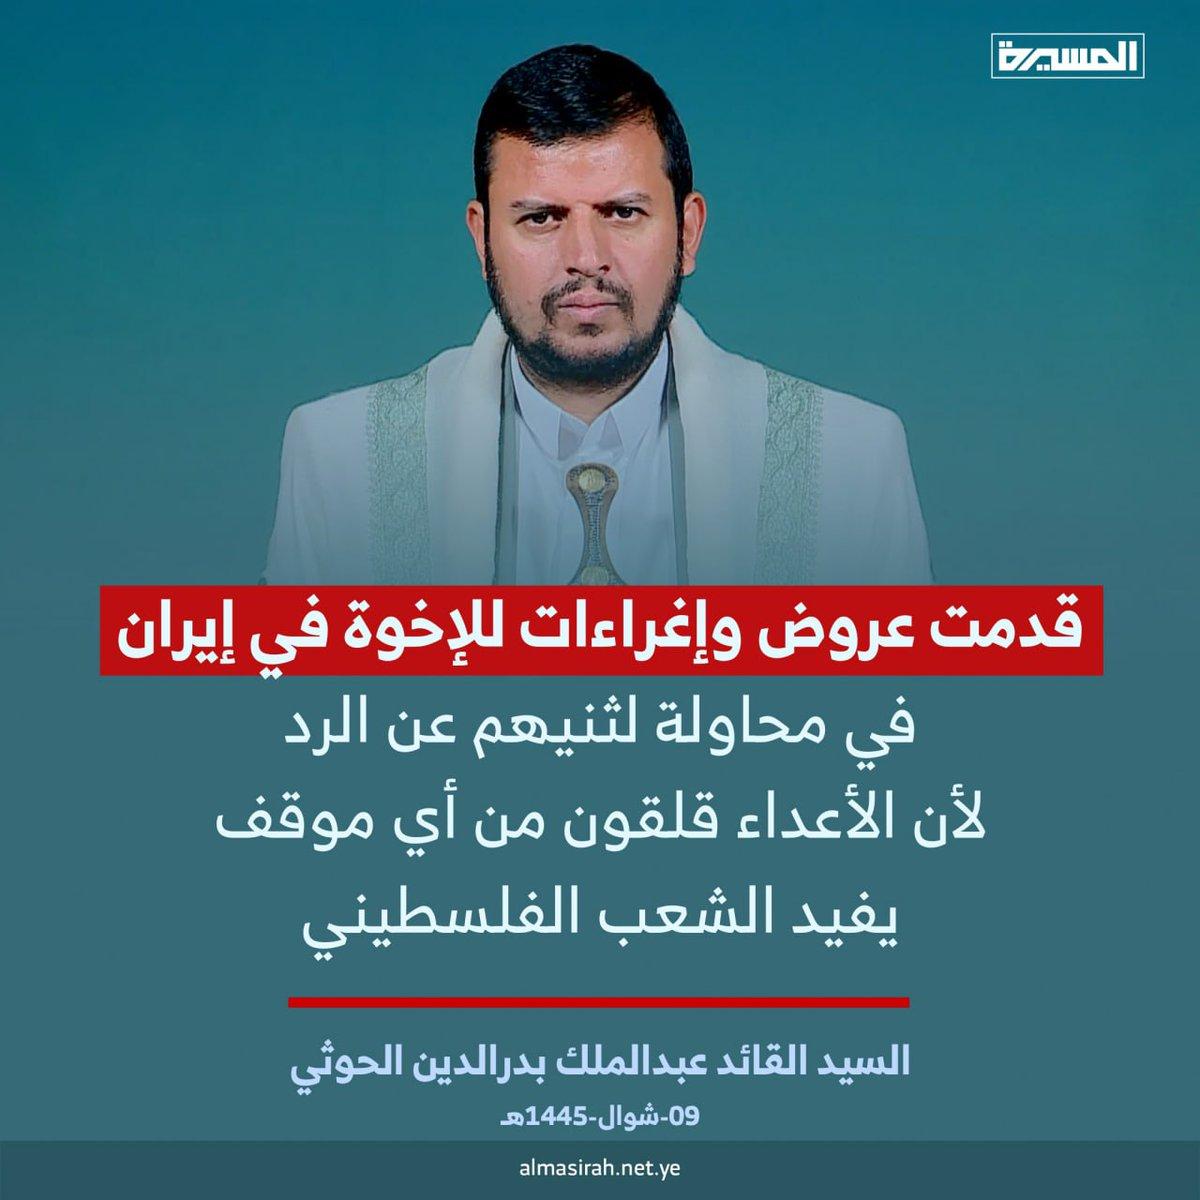 المسيرة
قدمت عروض وإغراءات للإخوة في إيران
في محاولة لثنيهم عن الرد
لأن الأعداء قلقون من أي موقف
يفيد الشعب الفلسطيني
السيد القائد عبدالملك بدرالدين الحوثي
09-شوال-1445هـ
almasirah.net.ye